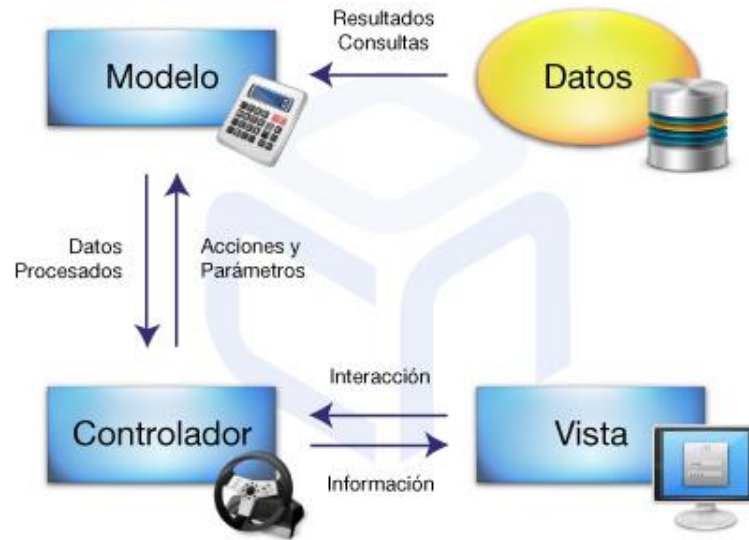 Resultados
Consultas
Modelo
Datos
Datos
Procesados
Acciones y
Parámetros
Interacción
Controlador
Vista
Información